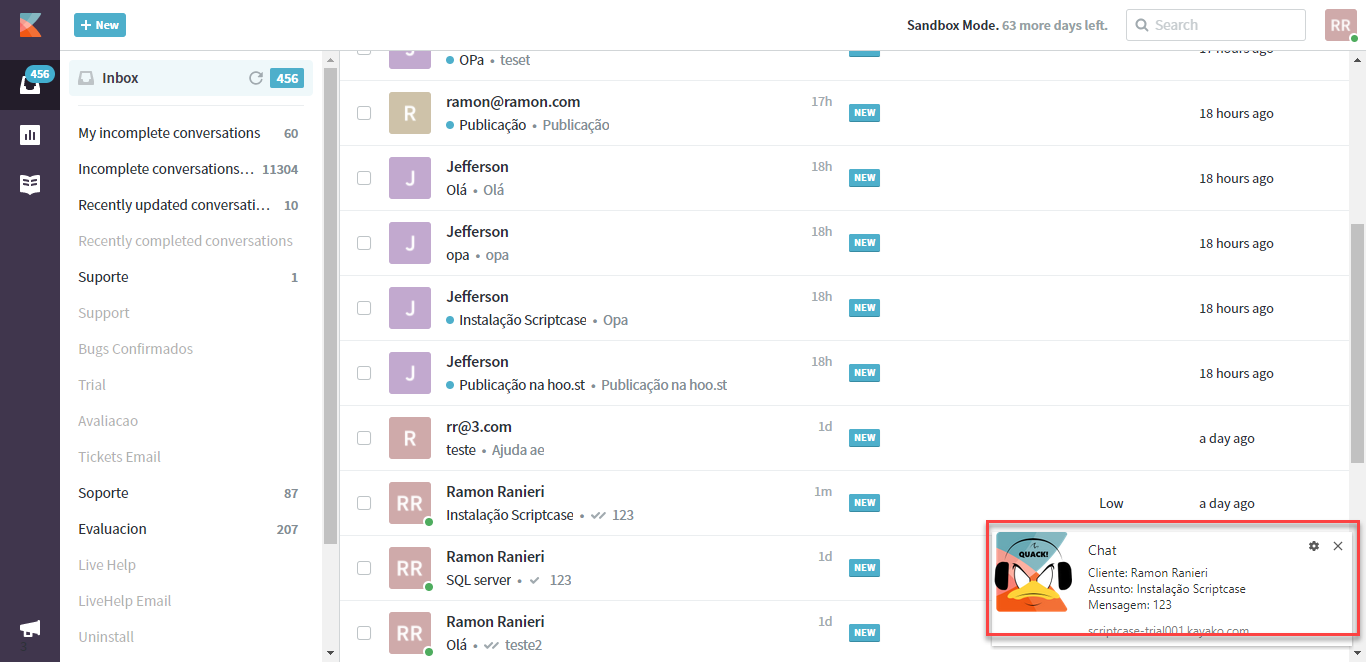 + New
Sandbox Mode. 63 more days left.
Search
RR
456
Inbox
456
My incomplete conversations 60
Incomplete conversations… 11304
Recently updated conversati… 10
Recently completed conversations
Suporte 1
Support
Bugs Confirmados
Trial
Avaliacao
Tickets Email
Soporte 87
Evaluacion 207
Live Help
LiveHelp Email
Uninstall
OPa • teset
17 hours ago
R
ramon@ramon.com
17h
NEW
18 hours ago
Publicação • Publicação
J
Jefferson
18h
NEW
18 hours ago
Olá • Olá
J
Jefferson
18h
NEW
18 hours ago
opa • opa
J
Jefferson
18h
NEW
18 hours ago
Instalação Scriptcase • Opa
J
Jefferson
18h
NEW
18 hours ago
Publicação na hoo.st • Publicação na hoo.st
R
rr@3.com
1d
NEW
a day ago
teste • Ajuda ae
RR
Ramon Ranieri
1m
NEW
Low
a day ago
Instalação Scriptcase • 123
RR
Ramon Ranieri
1d
NEW
SQL server • 123
RR
Ramon Ranieri
1d
NEW
Olá • teste2
QUACK!
Chat
Cliente: Ramon Ranieri
Assunto: Instalação Scriptcase
Mensagem: 123
scriptcase-trial001.kayako.com